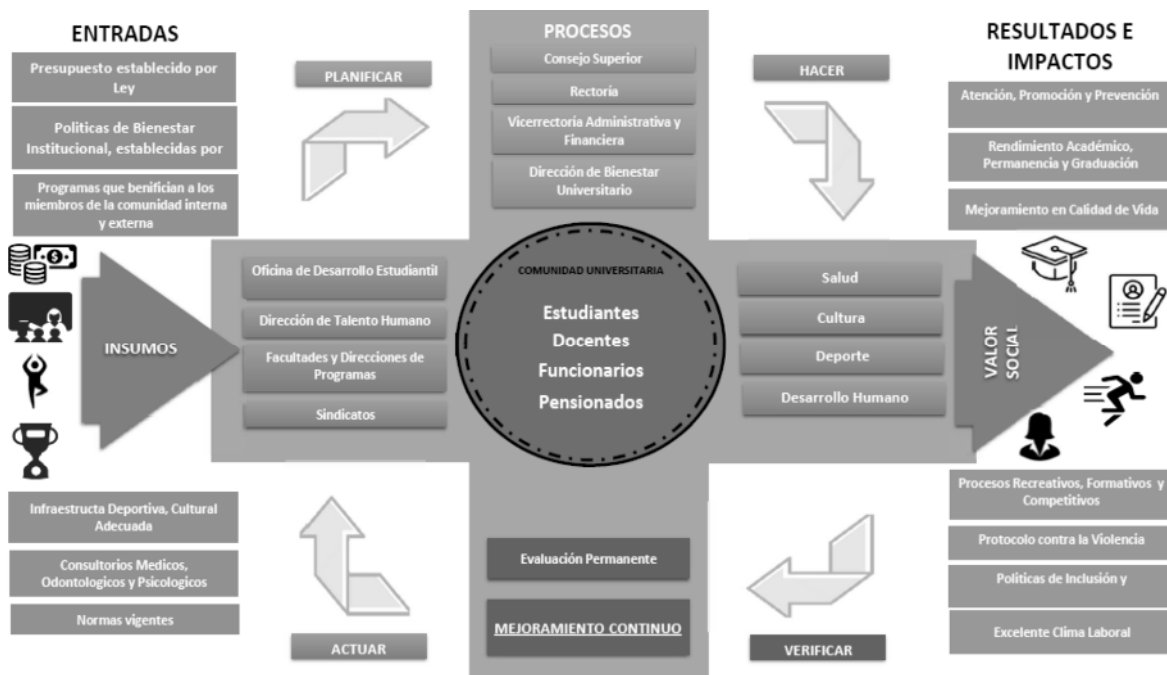 ENTRADAS
Presupuesto establecido por
Ley
Politicas de Bienestar
Institucional, establecidas por
Programas que benifician a los
miembros de la comunidad interna
y externa
INSUMOS
Infraestructa Deportiva, Cultural
Adecuada
Consultorios Medicos,
Odontologicos y Psicologicos
Normas vigentes
PLANIFICAR
Oficina de Desarrollo Estudiantil
Dirección de Talento Humano
Facultades y Direcciones de
Programas
Sindicatos
ACTUAR
PROCESOS
Consejo Superior
Rectoría
Vicerrectoría Administrativa y
Financiera
Dirección de Bienestar
Universitario
COMUNIDAD UNIVERSITARIA
Estudiantes
Docentes
Funcionarios
Pensionados
Evaluación Permanente
MEJORAMIENTO CONTINUO
HACER
Salud
Cultura
Deporte
Desarrollo Humano
VERIFICAR
RESULTADOS E
IMPACTOS
Atención, Promoción y Prevención
Rendimiento Académico,
Permanencia y Graduación
Mejoramiento en Calidad de Vida
VALOR
SOCIAL
Procesos Recreativos, Formativos y
Competitivos
Protocolo contra la Violencia
Políticas de Inclusión y
Excelente Clima Laboral